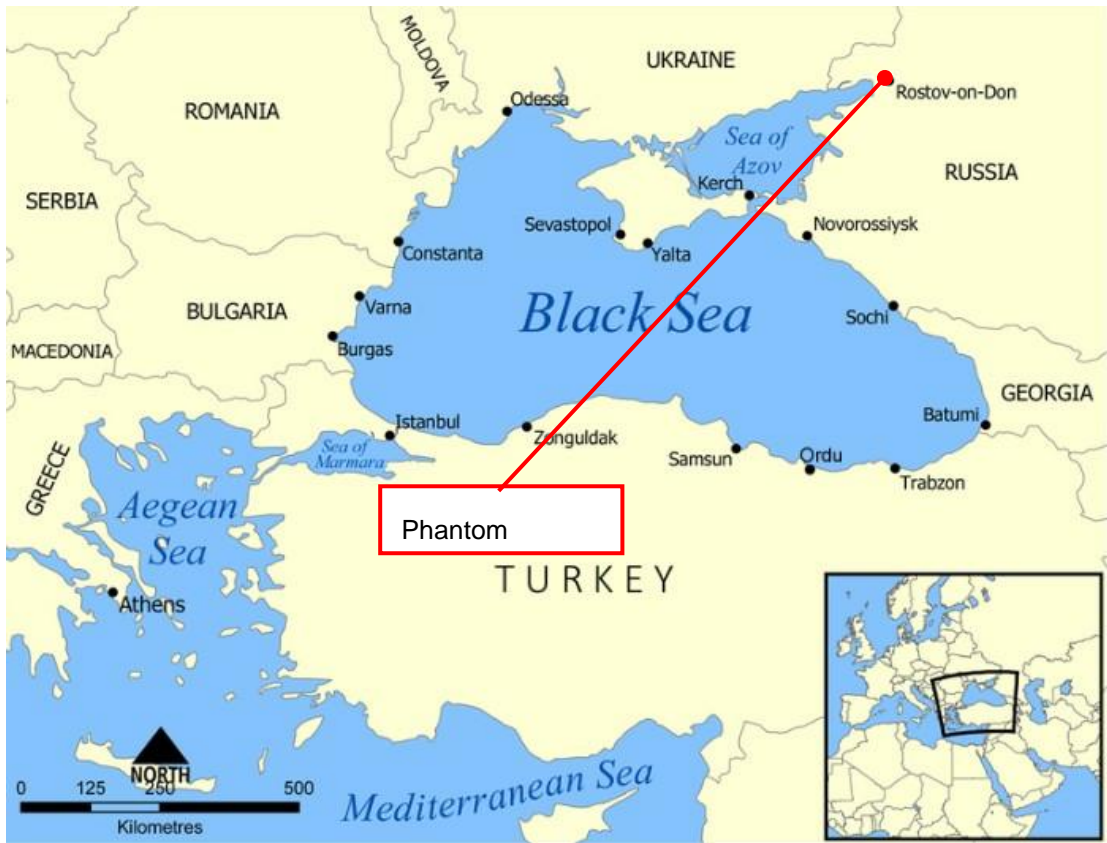 MOLDOVA
UKRAINE
ROMANIA
Odessa
Rostov-on-Don
Sea of
Azov
RUSSIA
Kerch
SERBIA
Sevastopol
Novorossiysk
Constanta
Yalta
BULGARIA
Varna
Black Sea
Sochi
MACEDONIA
Burgas
GEORGIA
Istanbul
Batumi
Zonguldak
Sea of
Marmara
Samsun
Ordu
Trabzon
GREECE
Aegean
Sea
Phantom
TURKEY
Athens
NORTH
0 125 250 500
Kilometres
Mediterranean Sea